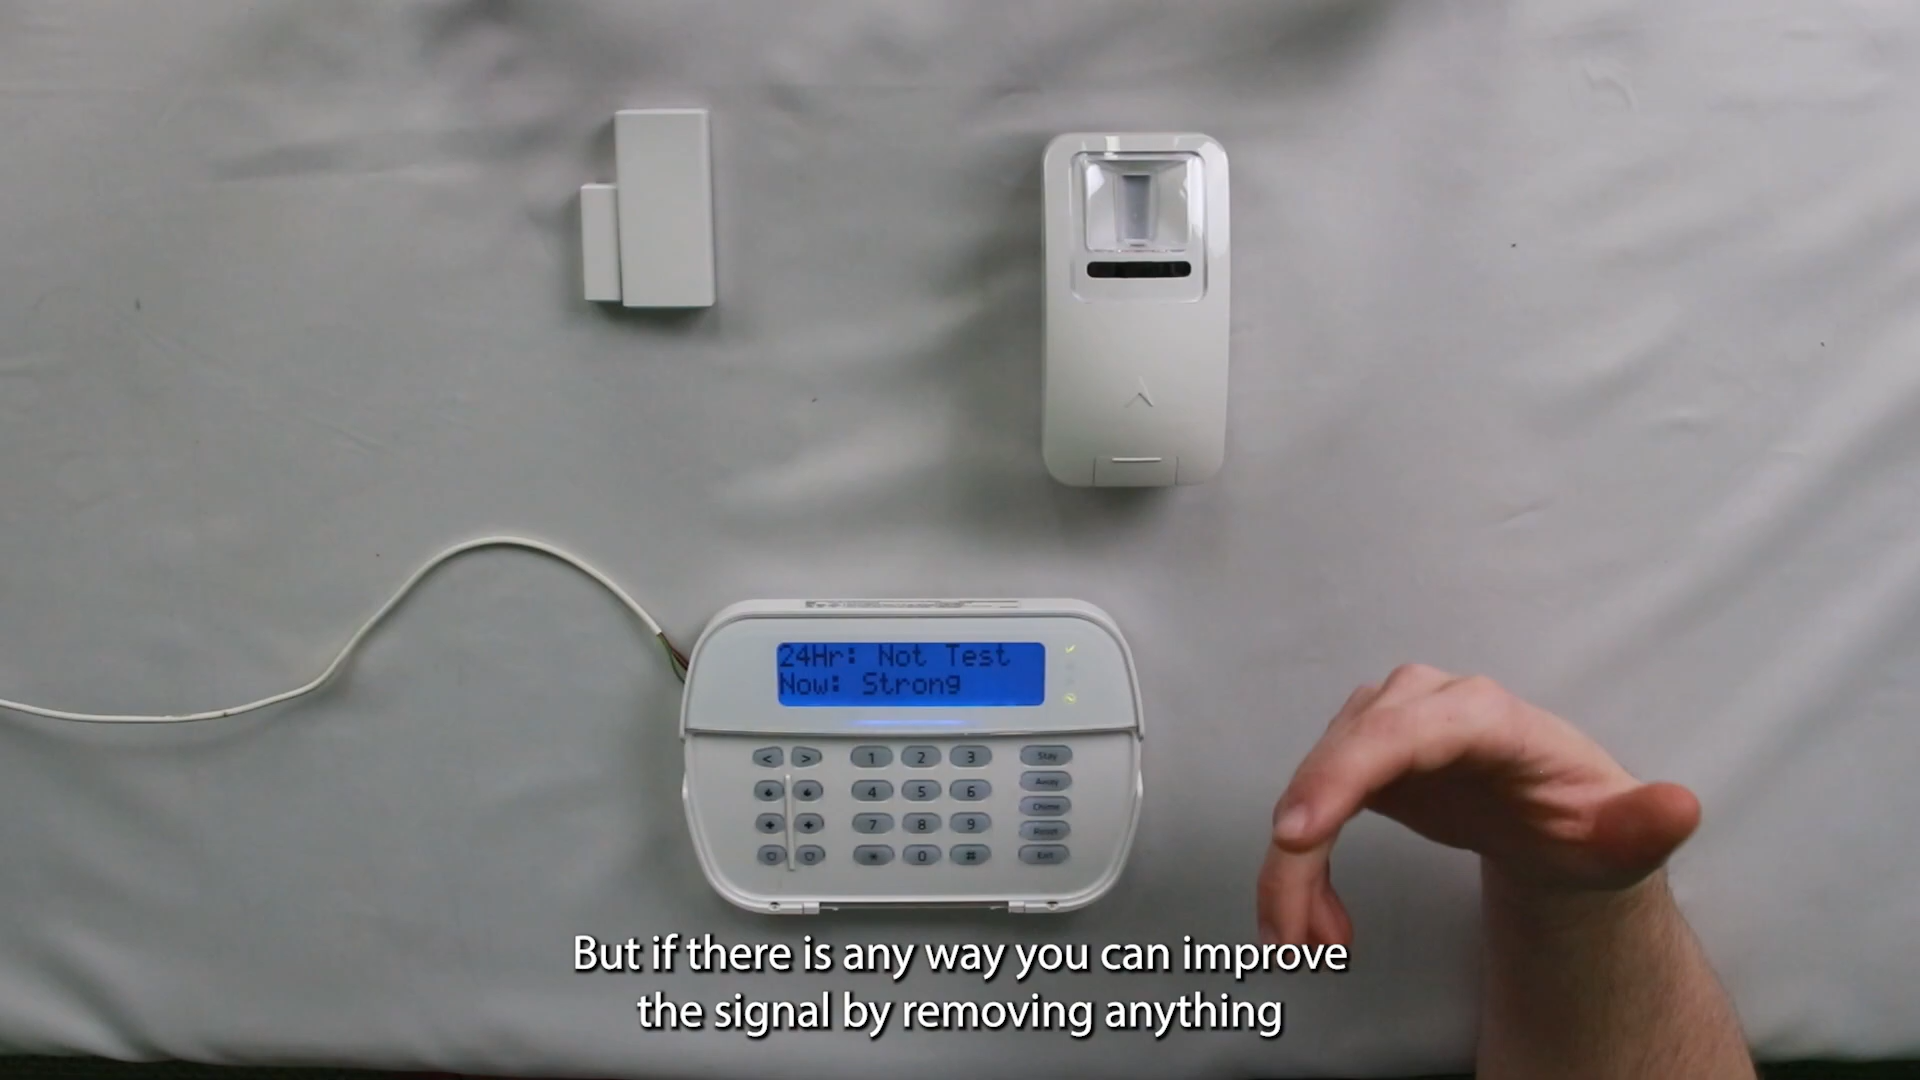 24Hr: Not Test
Now: Strong
< > 1 2 3 Stay
4 5 6 Away
7 8 9 Chime
Reset
* 0 # Exit
But if there is any way you can improve
the signal by removing anything